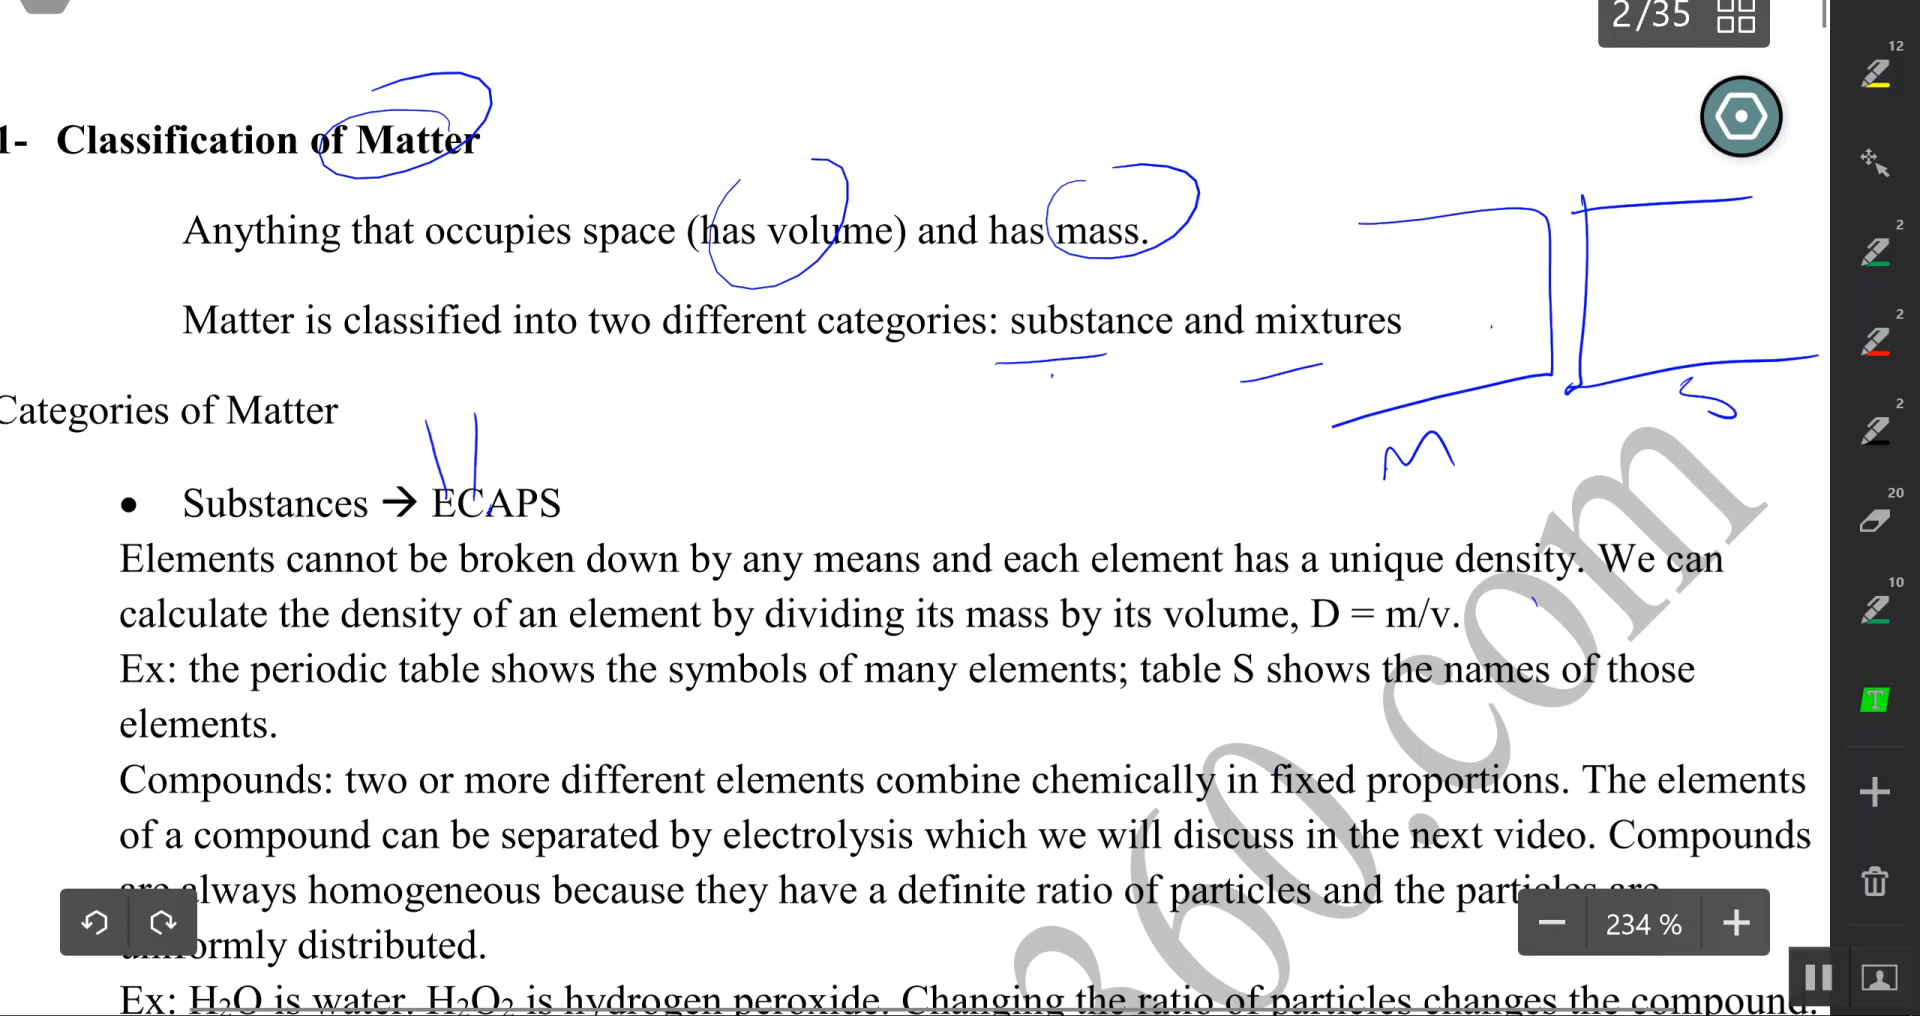 2/35
12
1- Classification of Matter
Anything that occupies space (has volume) and has mass.
2
Matter is classified into two different categories: substance and mixtures
2
S
Categories of Matter
2
M
Substances → ECAPS
20
Elements cannot be broken down by any means and each element has a unique density. We can
calculate the density of an element by dividing its mass by its volume, D = m/v.
10
Ex: the periodic table shows the symbols of many elements; table S shows the names of those
elements.
T
Compounds: two or more different elements combine chemically in fixed proportions. The elements
of a compound can be separated by electrolysis which we will discuss in the next video. Compounds
are always homogeneous because they have a definite ratio of particles and the particles are
uniformly distributed.
234 %
Ex: H₂O is water. H₂O₂ is hydrogen peroxide. Changing the ratio of particles changes the compound.
360.com